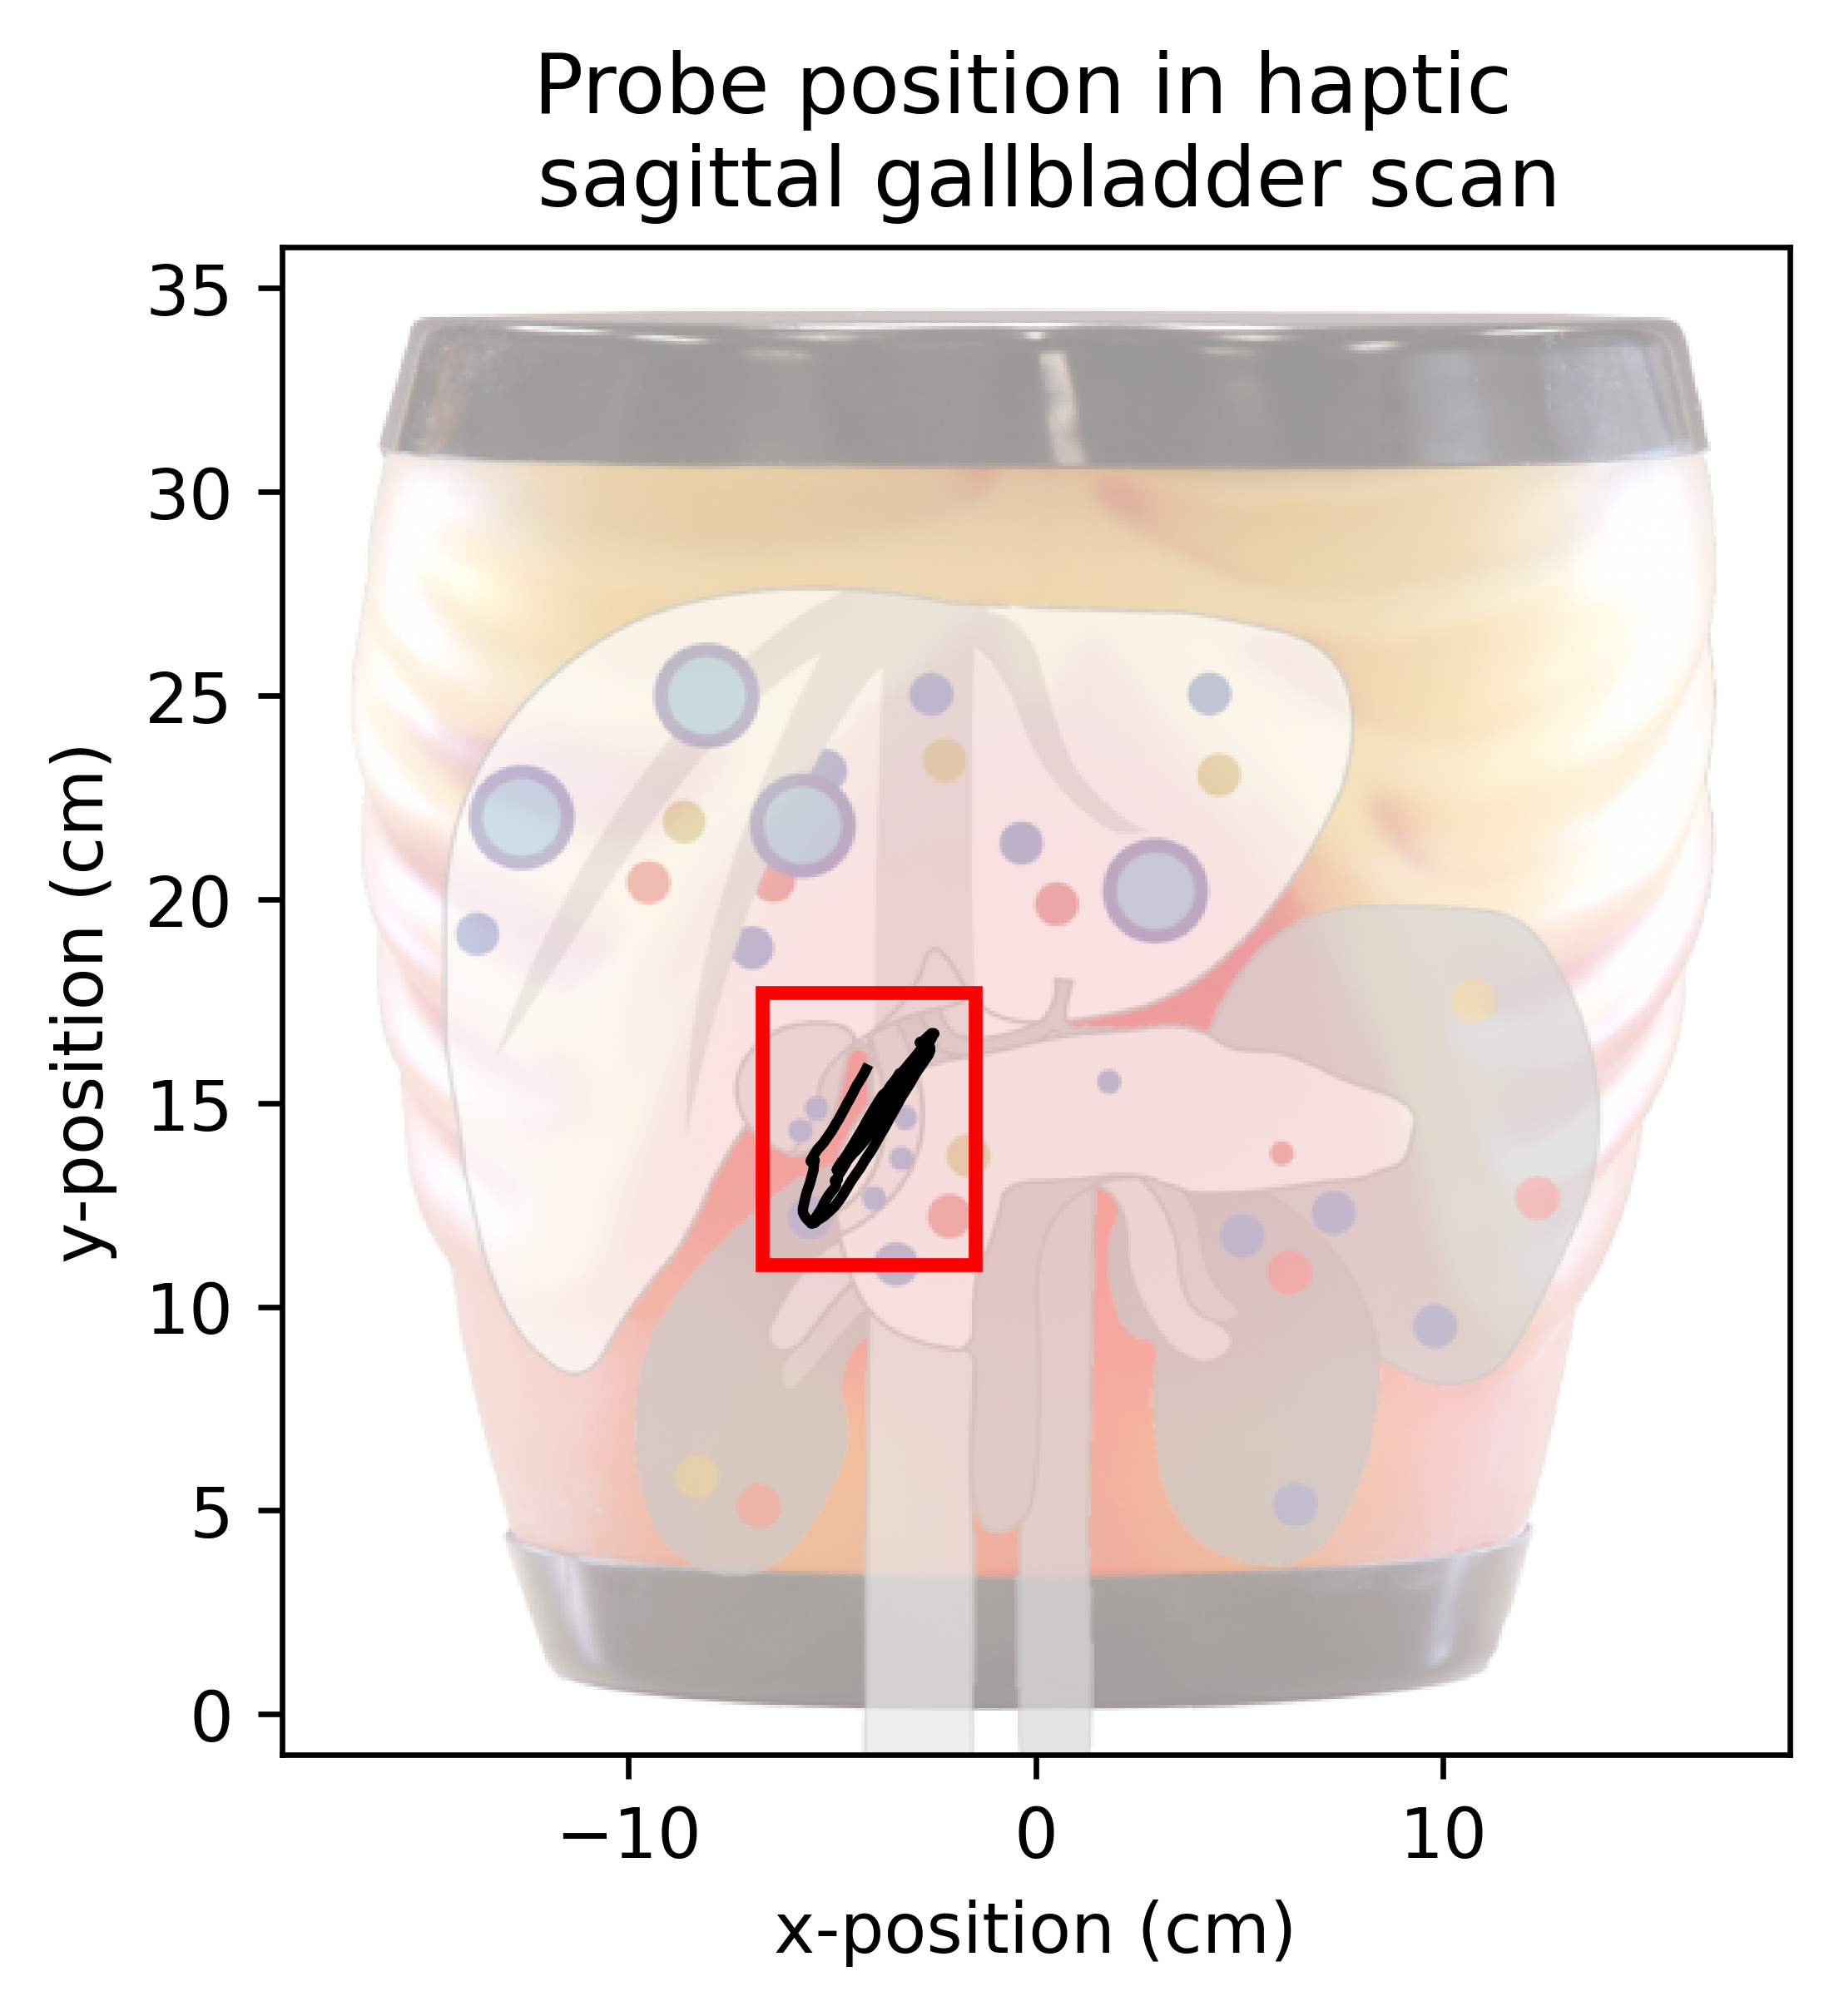 Probe position in haptic
sagittal gallbladder scan
35
30
25
20
15
10
5
0
y-position (cm)
−10 0 10
x-position (cm)